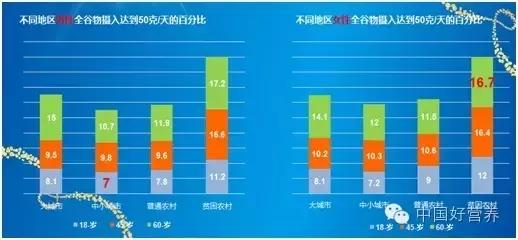 不同地区男性全谷物摄入达到50克/天的百分比
15
10.7
11.9
17.2
9.5
9.8
9.6
16.6
8.1
7
7.8
11.2
大城市
中小城市
普通农村
贫困农村
18-岁
45-岁
60-岁
不同地区女性全谷物摄入达到50克/天的百分比
14.1
12
11.5
16.7
10.2
10.3
10.6
16.4
8.1
7.2
9
12
大城市
中小城市
普通农村
贫困农村
18-岁
45-岁
60-岁
中国好营养